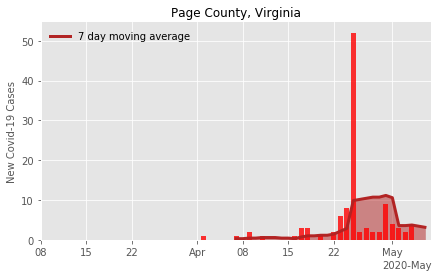 Page County, Virginia
7 day moving average
New Covid-19 Cases
50
40
30
20
10
0
08
15
22
Apr
08
15
22
May
08
2020-May